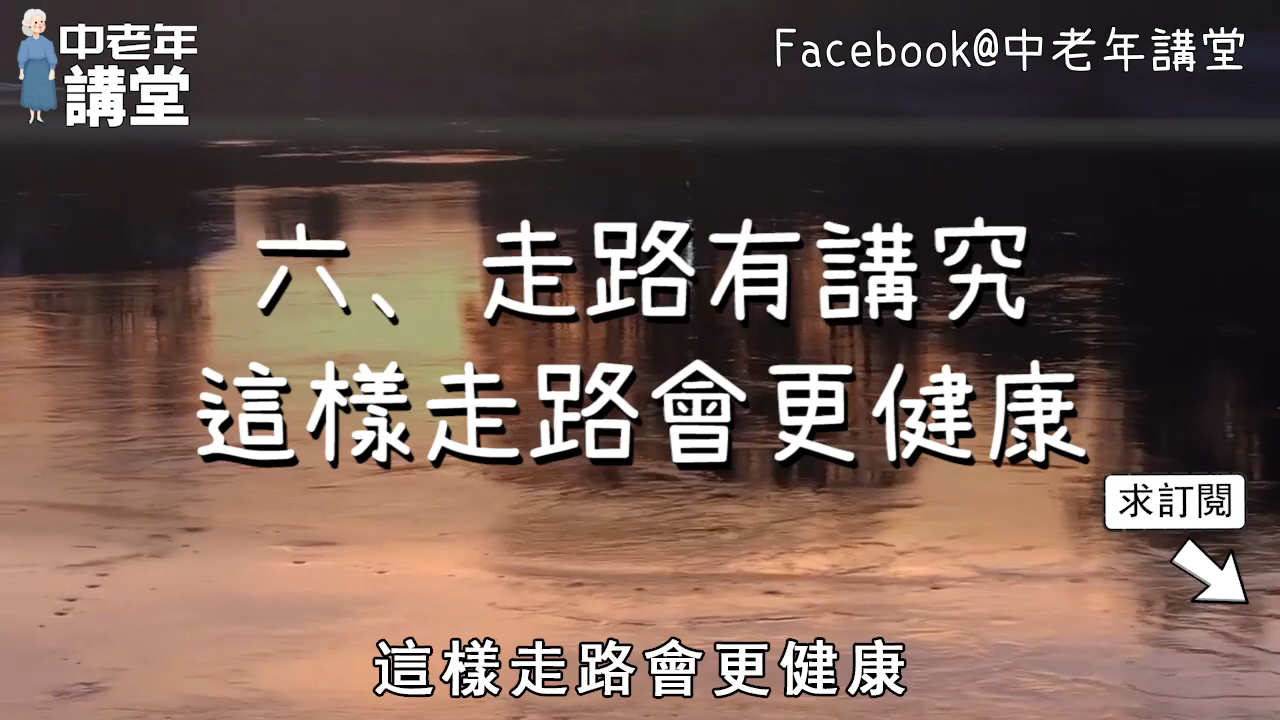 中老年
講堂
Facebook@中老年講堂
六、走路有講究
這樣走路會更健康
求訂閱
這樣走路會更健康